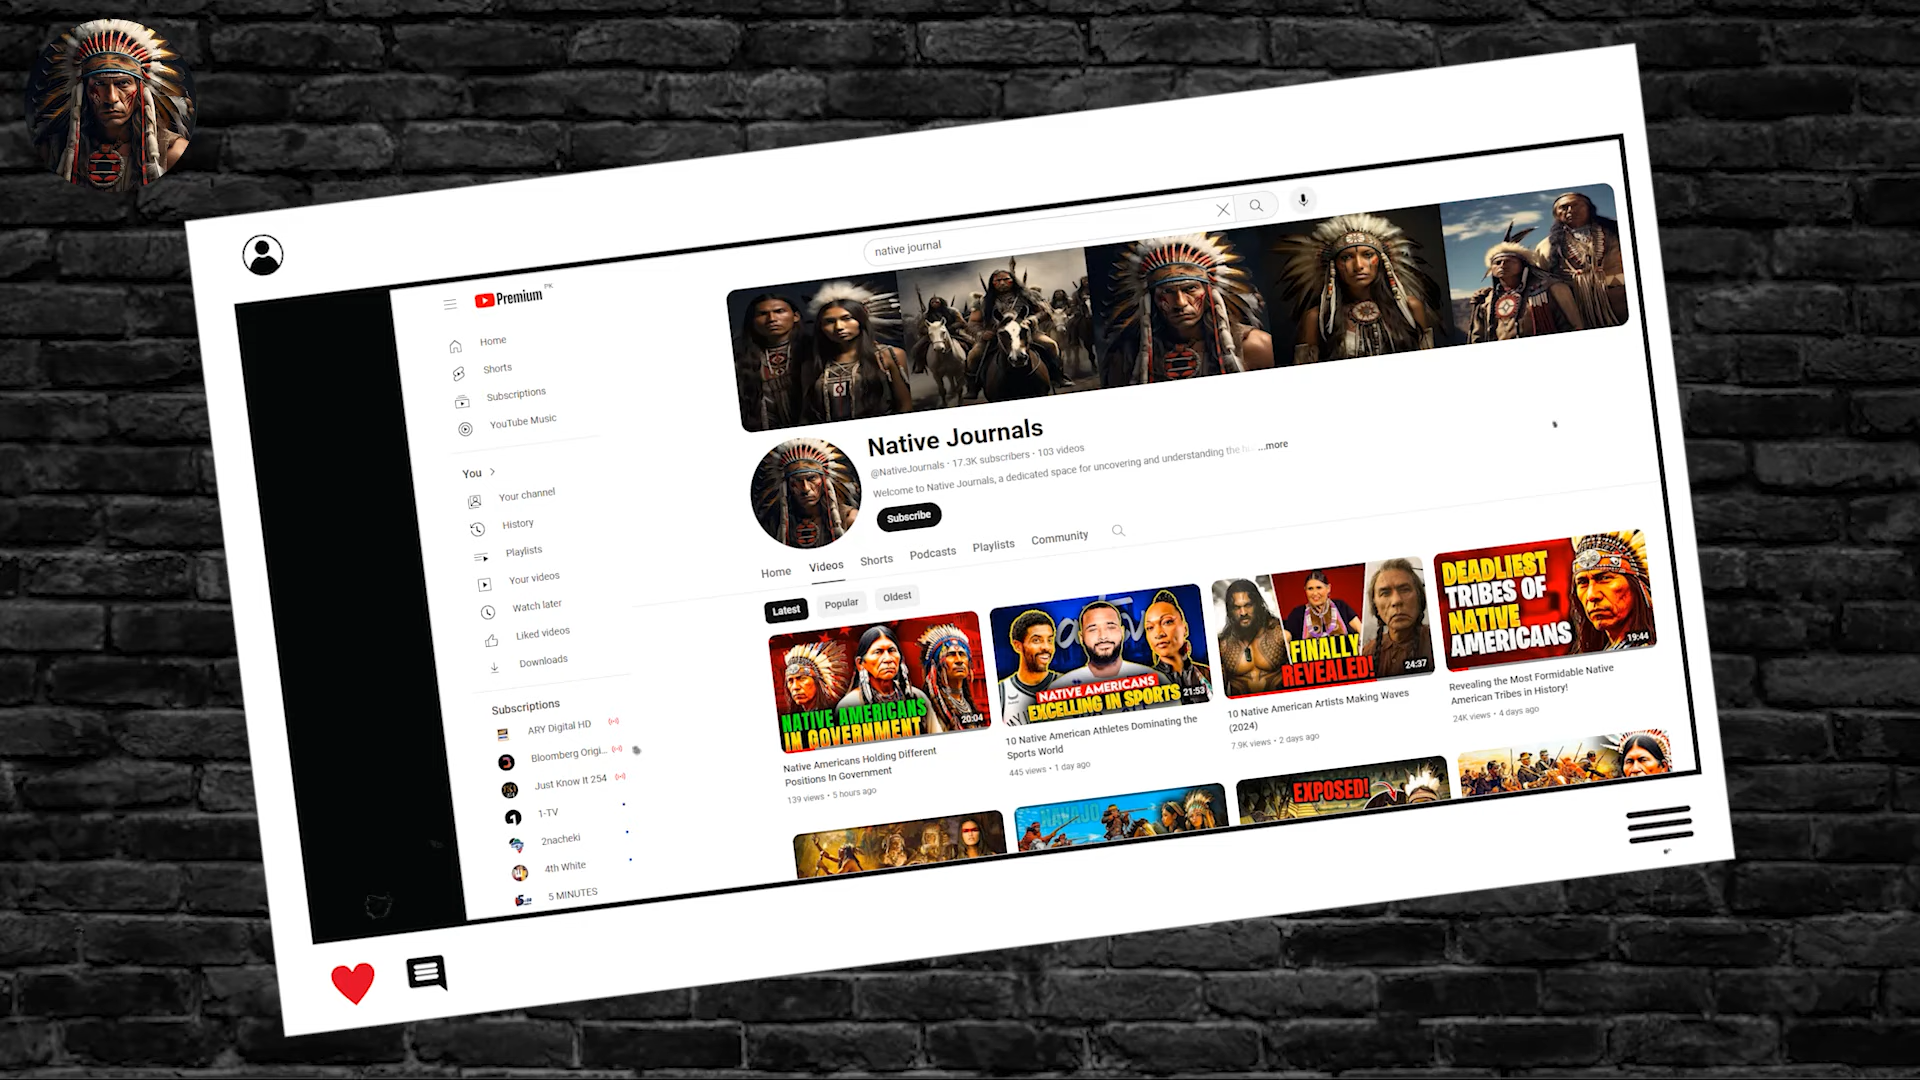 native journal
Premium PK
Home
Shorts
Subscriptions
YouTube Music
You
Your channel
History
Playlists
Your videos
Watch later
Liked videos
Downloads
Subscriptions
ARY Digital HD
Bloomberg Origi...
Just Know It 254
1-TV
2nacheki
4th White
5 MINUTES
Native Journals
@NativeJournals · 17.3K subscribers · 103 videos
Welcome to Native Journals, a dedicated space for uncovering and understanding the ...more
Subscribe
Home Videos Shorts Podcasts Playlists Community
Latest Popular Oldest
NATIVE AMERICANS
IN GOVERNMENT
20:04
Native Americans Holding Different
Positions In Government
139 views • 5 hours ago
NATIVE AMERICANS
EXCELLING IN SPORTS
21:53
10 Native American Athletes Dominating the
Sports World
445 views • 1 day ago
FINALLY
REVEALED!
24:37
10 Native American Artists Making Waves
(2024)
7.9K views • 2 days ago
DEADLIEST
TRIBES OF
NATIVE
AMERICANS
19:44
Revealing the Most Formidable Native
American Tribes in History!
24K views • 4 days ago
NAVAJO
EXPOSED!